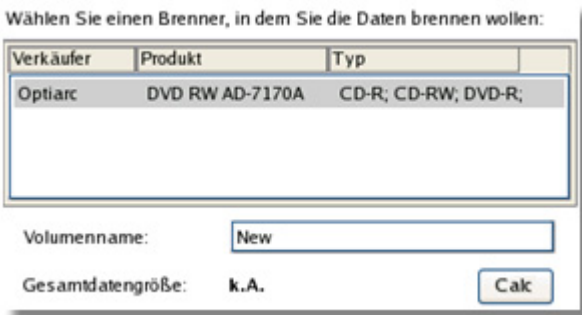 Wählen Sie einen Brenner, in dem Sie die Daten brennen wollen:
Verkäufer Produkt Typ
Optiarc DVD RW AD-7170A CD-R; CD-RW; DVD-R;
Volumenname: New
Gesamtdatengröße: k.A. Calc